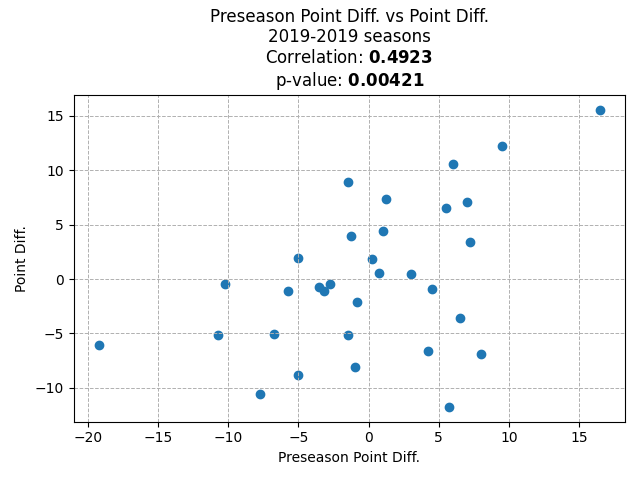 Preseason Point Diff. vs Point Diff.
2019-2019 seasons
Correlation: 0.4923
p-value: 0.00421
15
10
5
0
−5
−10
Point Diff.
−20 −15 −10 −5 0 5 10 15
Preseason Point Diff.